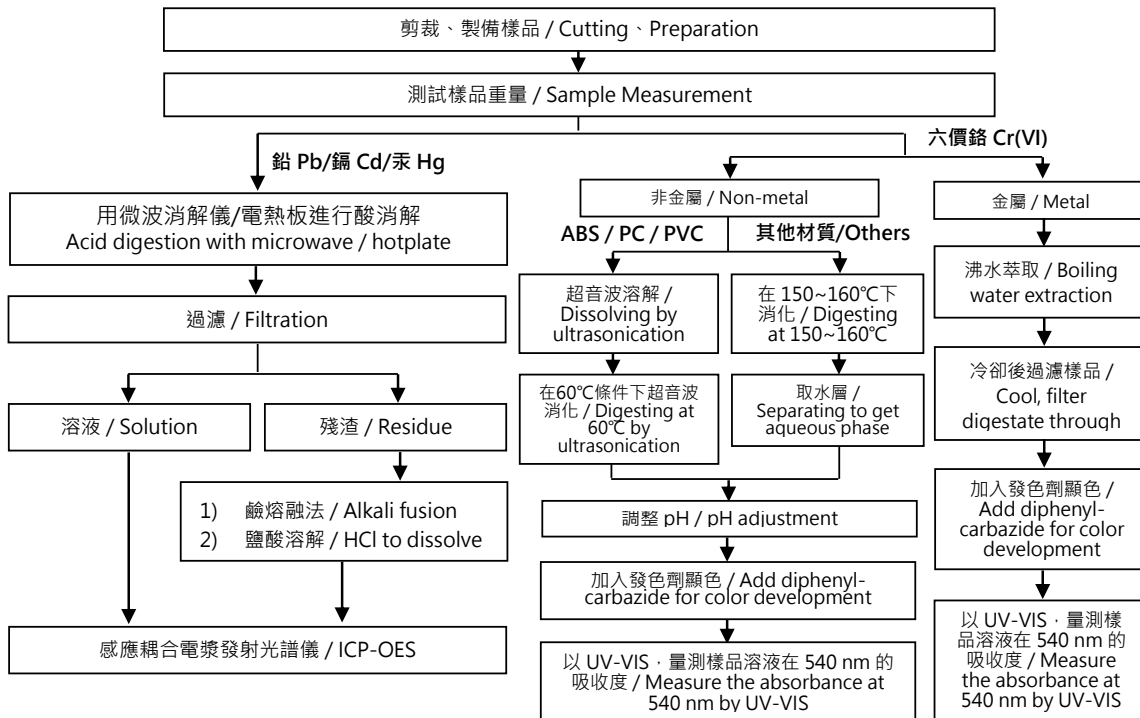 剪裁、製備樣品 / Cutting、Preparation
測試樣品重量 / Sample Measurement
鉛 Pb/鎘 Cd/汞 Hg
用微波消解儀/電熱板進行酸消解
Acid digestion with microwave / hotplate
過濾 / Filtration
溶液 / Solution
殘渣 / Residue
1) 鹼熔融法 / Alkali fusion
2) 鹽酸溶解 / HCl to dissolve
感應耦合電漿發射光譜儀 / ICP-OES
六價鉻 Cr(VI)
非金屬 / Non-metal
ABS / PC / PVC
其他材質/Others
超音波溶解 /
Dissolving by
ultrasonication
在60℃條件下超音波
消化 / Digesting at
60℃ by
ultrasonication
在 150~160℃下
消化 / Digesting
at 150~160℃
取水層 /
Separating to get
aqueous phase
調整 pH / pH adjustment
加入發色劑顯色 / Add diphenyl-
carbazide for color development
以 UV-VIS，量測樣品溶液在 540 nm 的
吸收度 / Measure the absorbance at
540 nm by UV-VIS
金屬 / Metal
沸水萃取 / Boiling
water extraction
冷卻後過濾樣品 /
Cool, filter
digestate through
加入發色劑顯色 /
Add diphenyl-
carbazide for color
development
以 UV-VIS，量測樣
品溶液在 540 nm 的
吸收度 / Measure
the absorbance at
540 nm by UV-VIS